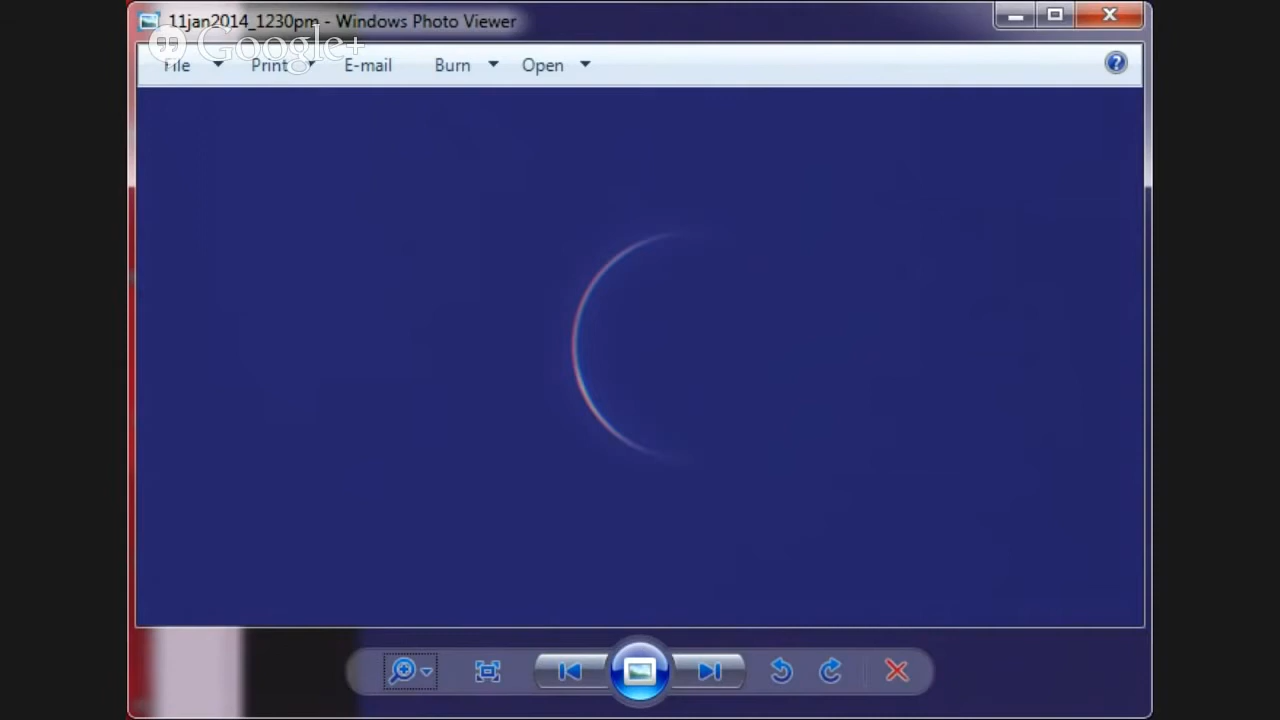 11jan2014_1230pm - Windows Photo Viewer
Google+
File Print E-mail Burn Open